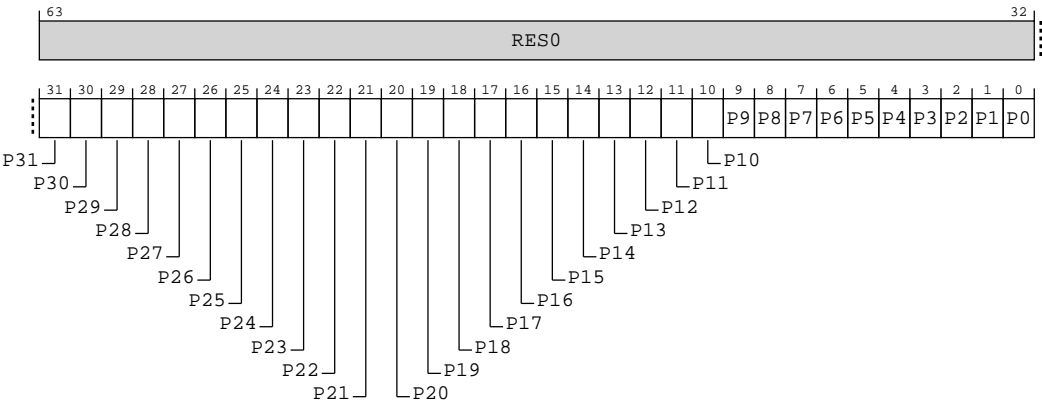 63 32
RES0
31 30 29 28 27 26 25 24 23 22 21 20 19 18 17 16 15 14 13 12 11 10 9 8 7 6 5 4 3 2 1 0
P9 P8 P7 P6 P5 P4 P3 P2 P1 P0
P31 P10
P30 P11
P29 P12
P28 P13
P27 P14
P26 P15
P25 P16
P24 P17
P23 P18
P22 P19
P21 P20